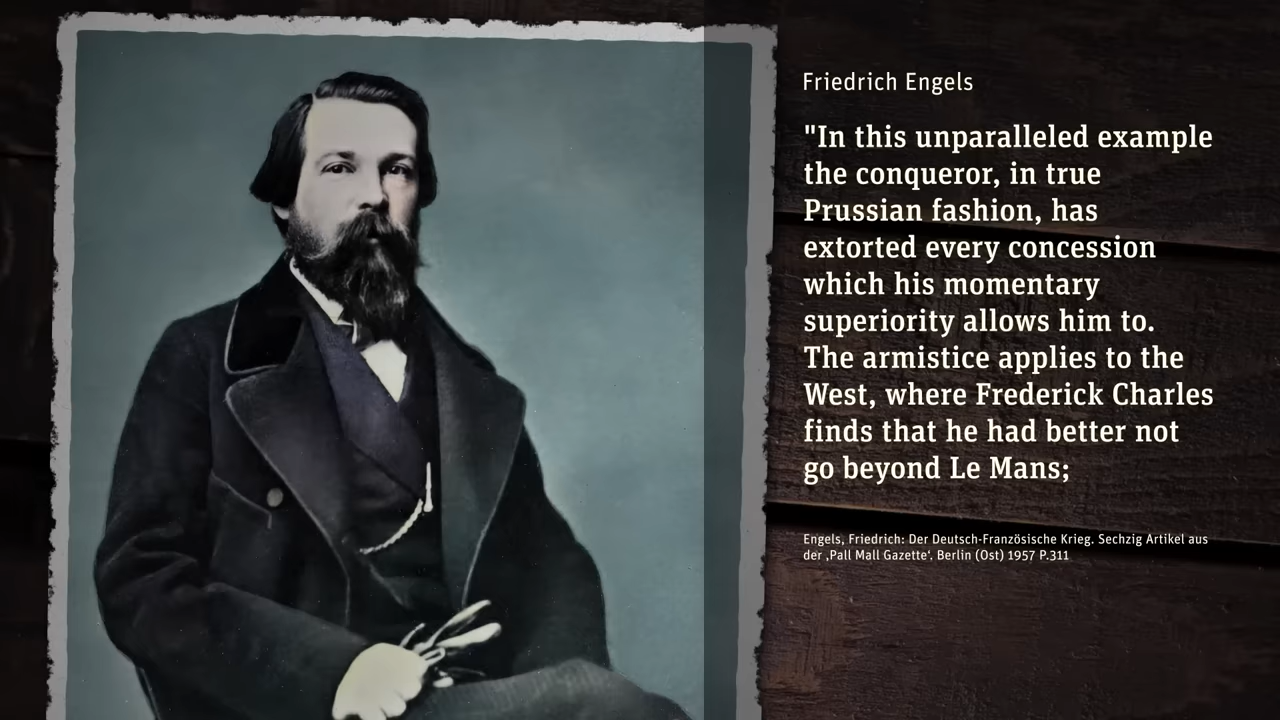 Friedrich Engels
"In this unparalleled example
the conqueror, in true
Prussian fashion, has
extorted every concession
which his momentary
superiority allows him to.
The armistice applies to the
West, where Frederick Charles
finds that he had better not
go beyond Le Mans;
Engels, Friedrich: Der Deutsch-Französische Krieg. Sechzig Artikel aus
der ‚Pall Mall Gazette‘. Berlin (Ost) 1957 P.311